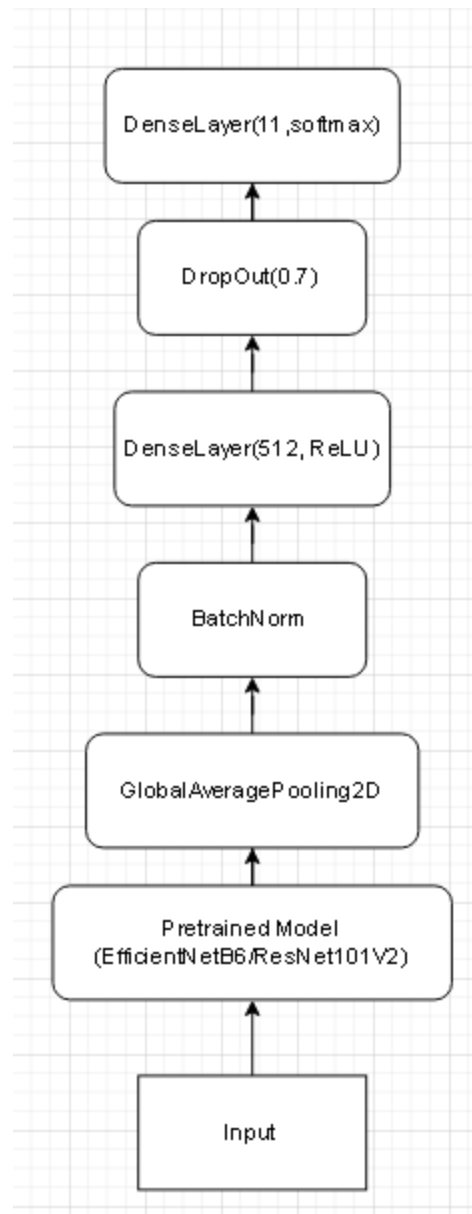 DenseLayer(11,softmax)
DropOut(0.7)
DenseLayer(512, ReLU)
BatchNorm
GlobalAveragePooling2D
Pretrained Model
(EfficientNetB6/ResNet101V2)
Input